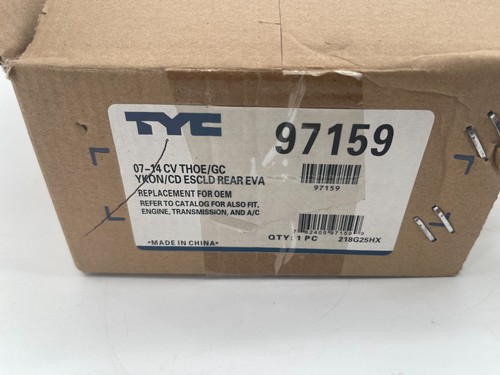 TYC
97159
07-14 CV THOE/GC
YKON/CD ESCLD REAR EVA
97159
REPLACEMENT FOR OEM
REFER TO CATALOG FOR ALSO FIT.
ENGINE, TRANSMISSION, AND A/C
*MADE IN CHINA*
QTY: 1 PC
218G25HX